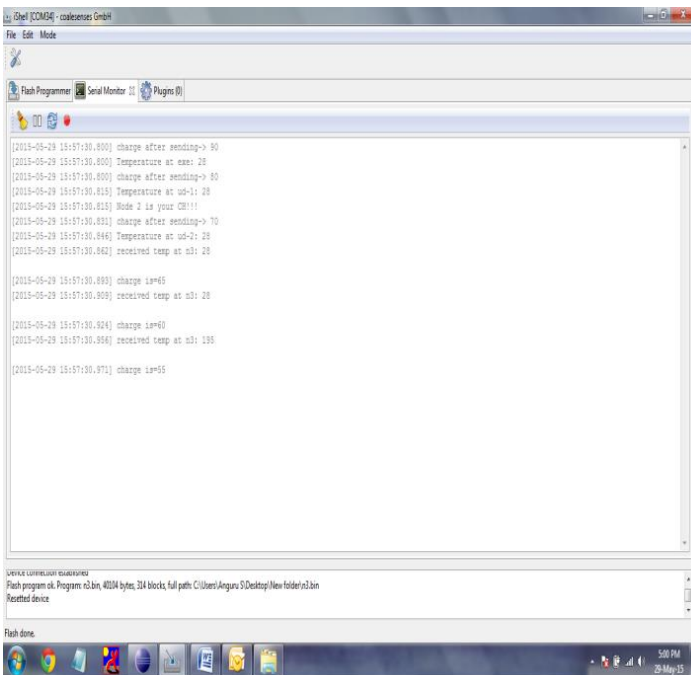 iShell [COM34] - coalesenses GmbH
File Edit Mode
Flash Programmer Serial Monitor Plugins (0)
[2015-05-29 15:57:30.800] charge after sending-> 90
[2015-05-29 15:57:30.800] Temperature at exe: 28
[2015-05-29 15:57:30.800] charge after sending-> 80
[2015-05-29 15:57:30.815] Temperature at ud-1: 28
[2015-05-29 15:57:30.815] Node 2 is your CH!!!
[2015-05-29 15:57:30.831] charge after sending-> 70
[2015-05-29 15:57:30.846] Temperature at ud-2: 28
[2015-05-29 15:57:30.862] received temp at n3: 28
[2015-05-29 15:57:30.893] charge is=65
[2015-05-29 15:57:30.909] received temp at n3: 28
[2015-05-29 15:57:30.924] charge is=60
[2015-05-29 15:57:30.956] received temp at n3: 195
[2015-05-29 15:57:30.971] charge is=55
Device connection established
Flash program ok. Program: n3.bin, 40104 bytes, 314 blocks, full path: C:\Users\Anguru S\Desktop\New folder\n3.bin
Resetted device
Flash done.
5:00 PM
29-May-15